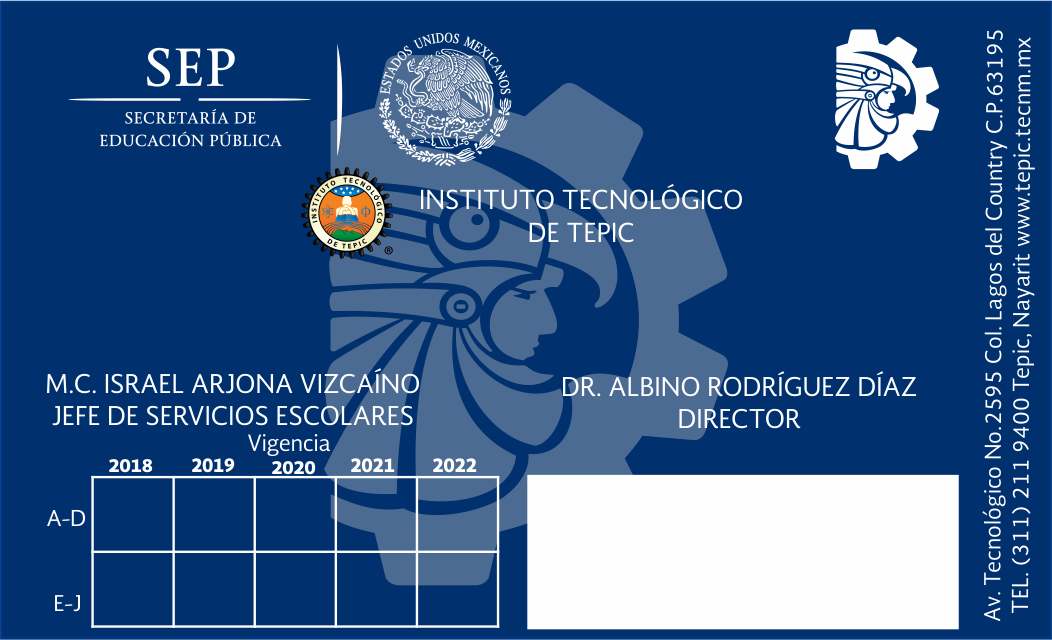 SEP
SECRETARÍA DE
EDUCACIÓN PÚBLICA
ESTADOS UNIDOS MEXICANOS
INSTITUTO TECNOLÓGICO
DE TEPIC
®
INSTITUTO TECNOLÓGICO
DE TEPIC
M.C. ISRAEL ARJONA VIZCAÍNO
JEFE DE SERVICIOS ESCOLARES
DR. ALBINO RODRÍGUEZ DÍAZ
DIRECTOR
Vigencia
2018 2019 2020 2021 2022
A-D
E-J
Av. Tecnológico No. 2595 Col. Lagos del Country C.P. 63195
TEL. (311) 211 9400 Tepic, Nayarit www.tepic.tecnm.mx